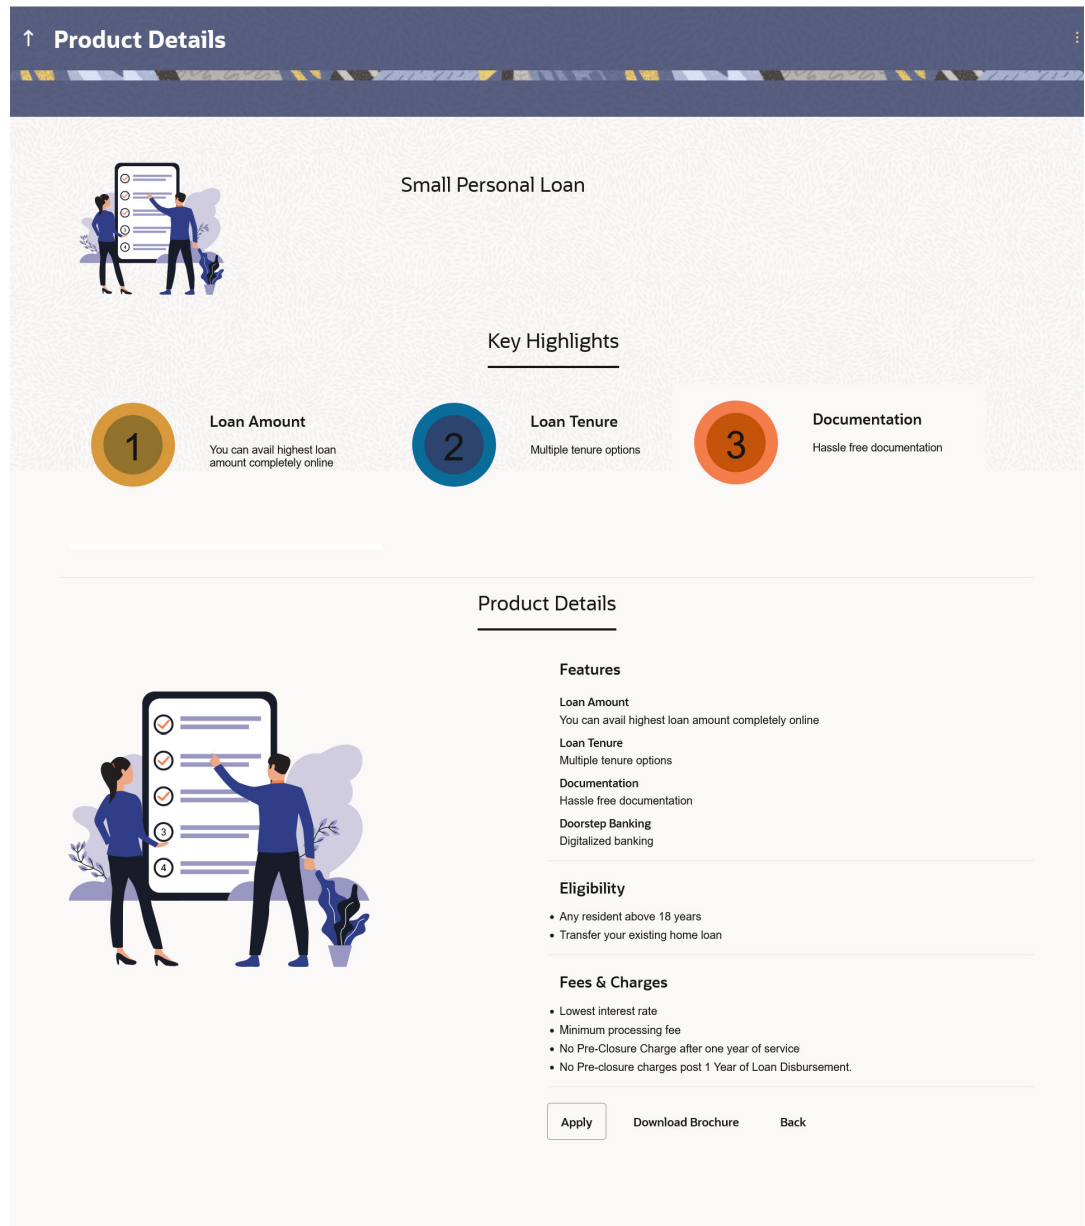 ↑ Product Details
Small Personal Loan
Key Highlights
1
Loan Amount
You can avail highest loan
amount completely online
2
Loan Tenure
Multiple tenure options
3
Documentation
Hassle free documentation
Product Details
3
4
Features
Loan Amount
You can avail highest loan amount completely online
Loan Tenure
Multiple tenure options
Documentation
Hassle free documentation
Doorstep Banking
Digitalized banking
Eligibility
• Any resident above 18 years
• Transfer your existing home loan
Fees & Charges
• Lowest interest rate
• Minimum processing fee
• No Pre-Closure Charge after one year of service
• No Pre-closure charges post 1 Year of Loan Disbursement.
Apply Download Brochure Back